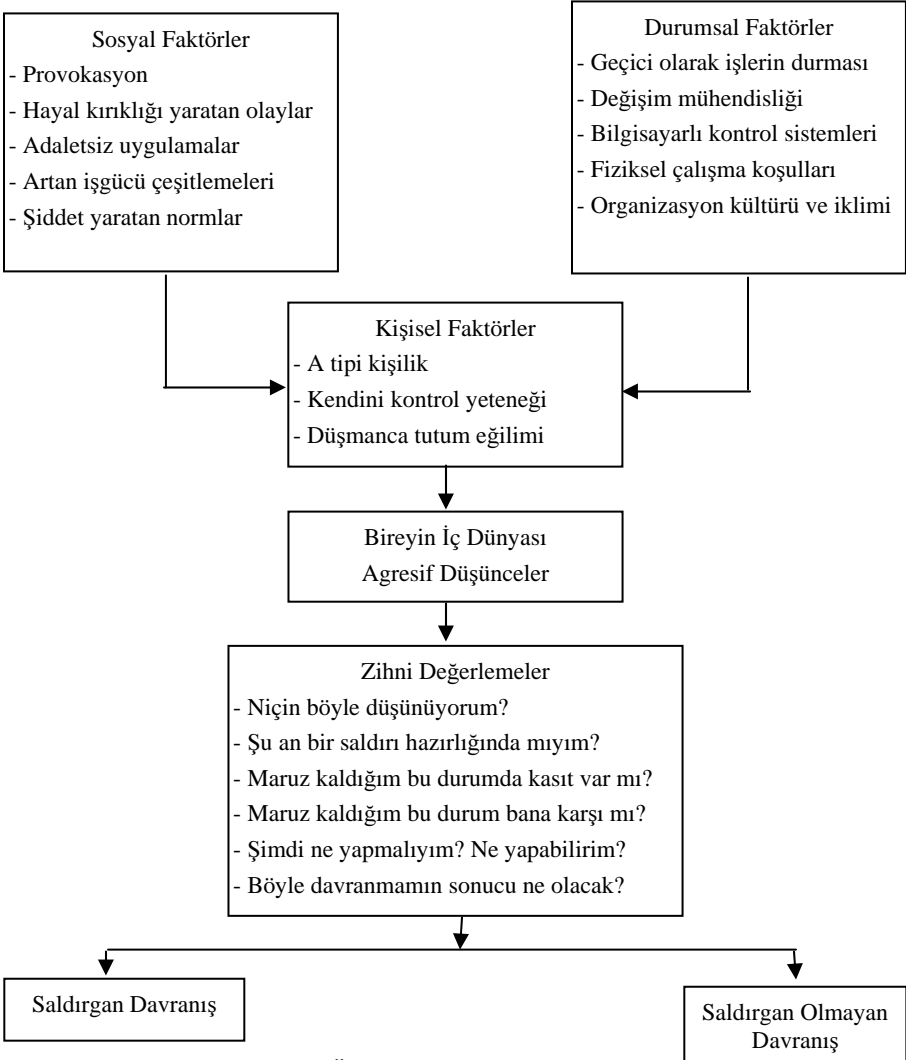 Sosyal Faktörler
- Provokasyon
- Hayal kırıklığı yaratan olaylar
- Adaletsiz uygulamalar
- Artan işgücü çeşitlemeleri
- Şiddet yaratan normlar
Durumsal Faktörler
- Geçici olarak işlerin durması
- Değişim mühendisliği
- Bilgisayarlı kontrol sistemleri
- Fiziksel çalışma koşulları
- Organizasyon kültürü ve iklimi
Kişisel Faktörler
- A tipi kişilik
- Kendini kontrol yeteneği
- Düşmanca tutum eğilimi
Bireyin İç Dünyası
Agresif Düşünceler
Zihni Değerlemeler
- Niçin böyle düşünüyorum?
- Şu an bir saldırı hazırlığında mıyım?
- Maruz kaldığım bu durumda kasıt var mı?
- Maruz kaldığım bu durum bana karşı mı?
- Şimdi ne yapmalıyım? Ne yapabilirim?
- Böyle davranmamın sonucu ne olacak?
Saldırgan Davranış
Saldırgan Olmayan
Davranış